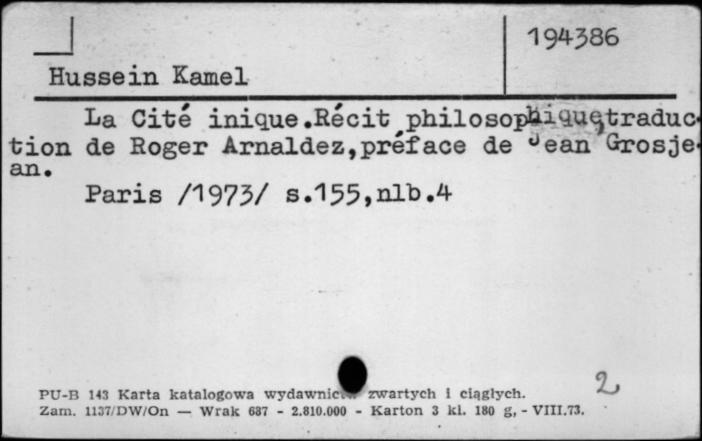 194386
Hussein Kamel
La Cité inique.Récit philosophique,traduc-
tion de Roger Arnaldez,préface de Jean Grosje-
an.
Paris /1973/ s.155,nlb.4
2
PU-B 143 Karta katalogowa wydawnictw zwartych i ciągłych.
Zam. 1137/DW/On — Wrak 687 - 2.810.000 - Karton 3 kl. 180 g, - VIII.73.